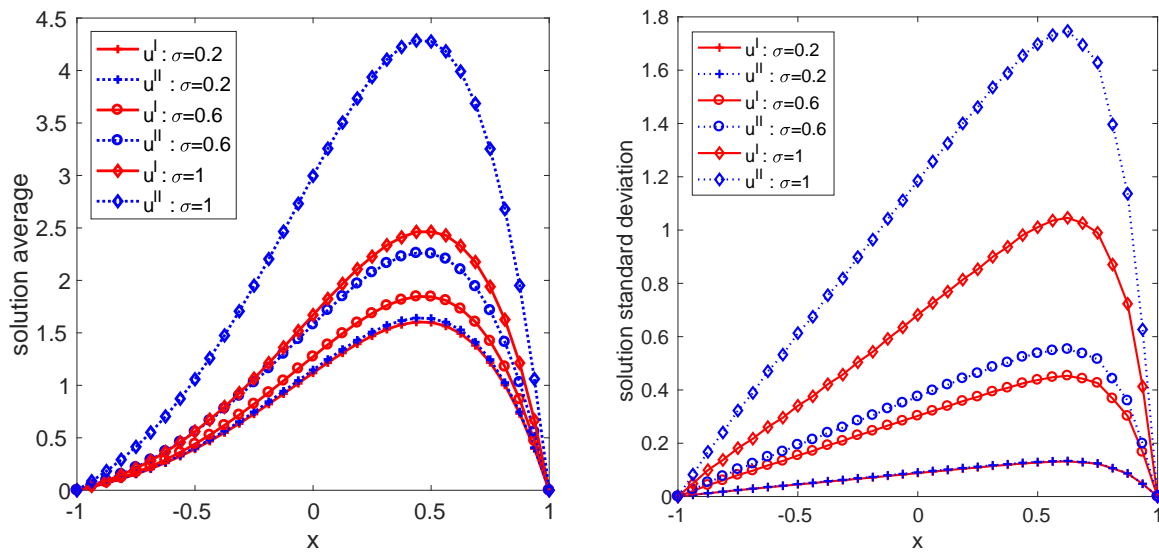 4.5
4
3.5
3
2.5
2
1.5
1
0.5
0
-1
-0.5
0
0.5
1
x
solution average
u^I : σ=0.2
u^II : σ=0.2
u^I : σ=0.6
u^II : σ=0.6
u^I : σ=1
u^II : σ=1
1.8
1.6
1.4
1.2
1
0.8
0.6
0.4
0.2
0
-1
-0.5
0
0.5
1
x
solution standard deviation
u^I : σ=0.2
u^II : σ=0.2
u^I : σ=0.6
u^II : σ=0.6
u^I : σ=1
u^II : σ=1